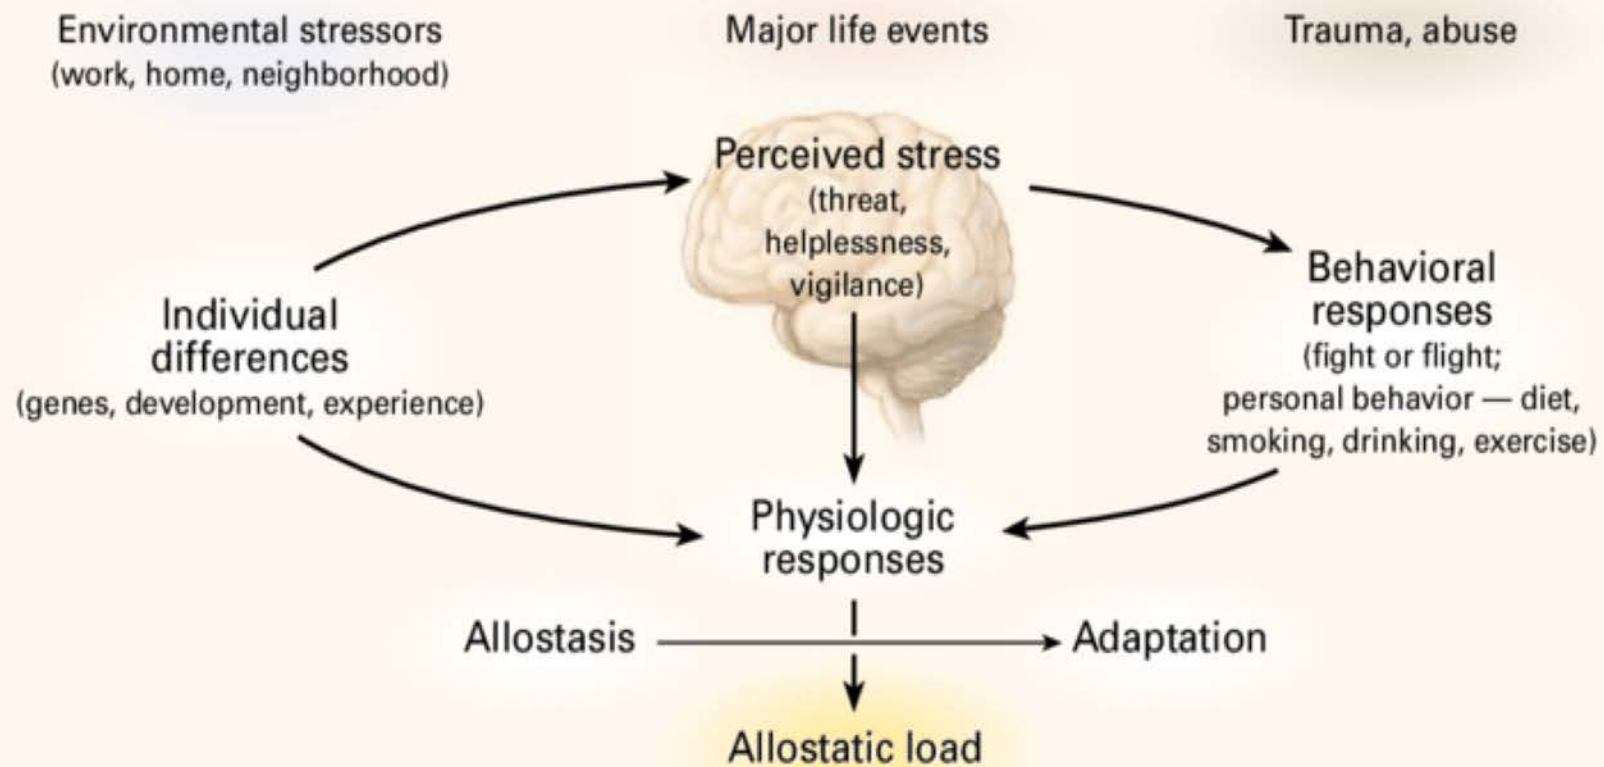 Environmental stressors
(work, home, neighborhood)
Major life events
Trauma, abuse
Perceived stress
(threat,
helplessness,
vigilance)
Individual
differences
(genes, development, experience)
Behavioral
responses
(fight or flight;
personal behavior — diet,
smoking, drinking, exercise)
Physiologic
responses
Allostasis
Adaptation
Allostatic load